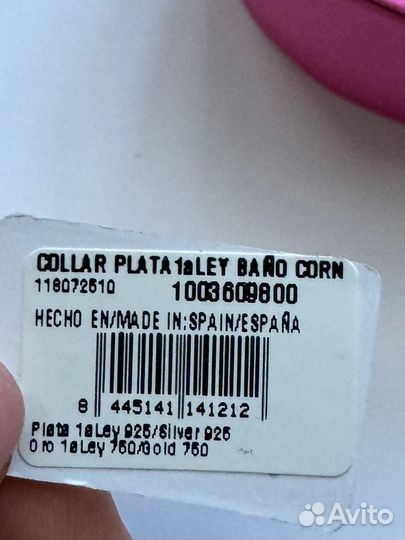 COLLAR PLATA 1aLEY BAÑO CORN
118072510 1003609800
HECHO EN/MADE IN:SPAIN/ESPAÑA
8 445141 141212
Plata 1aLey 925/Silver 925
Oro 1aLey 750/Gold 750
Avito